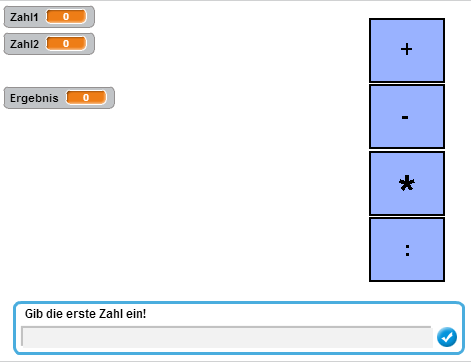 Zahl1 0
Zahl2 0
Ergebnis 0
+
-
*
:
Gib die erste Zahl ein!